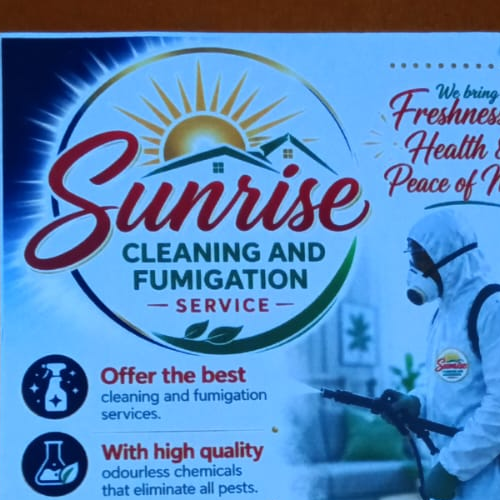 We bring
Freshness
Health &
Peace of
Sunrise
CLEANING AND
FUMIGATION
SERVICE
Offer the best
cleaning and fumigation
services.
With high quality
odourless chemicals
that eliminate all pests.
Sunrise